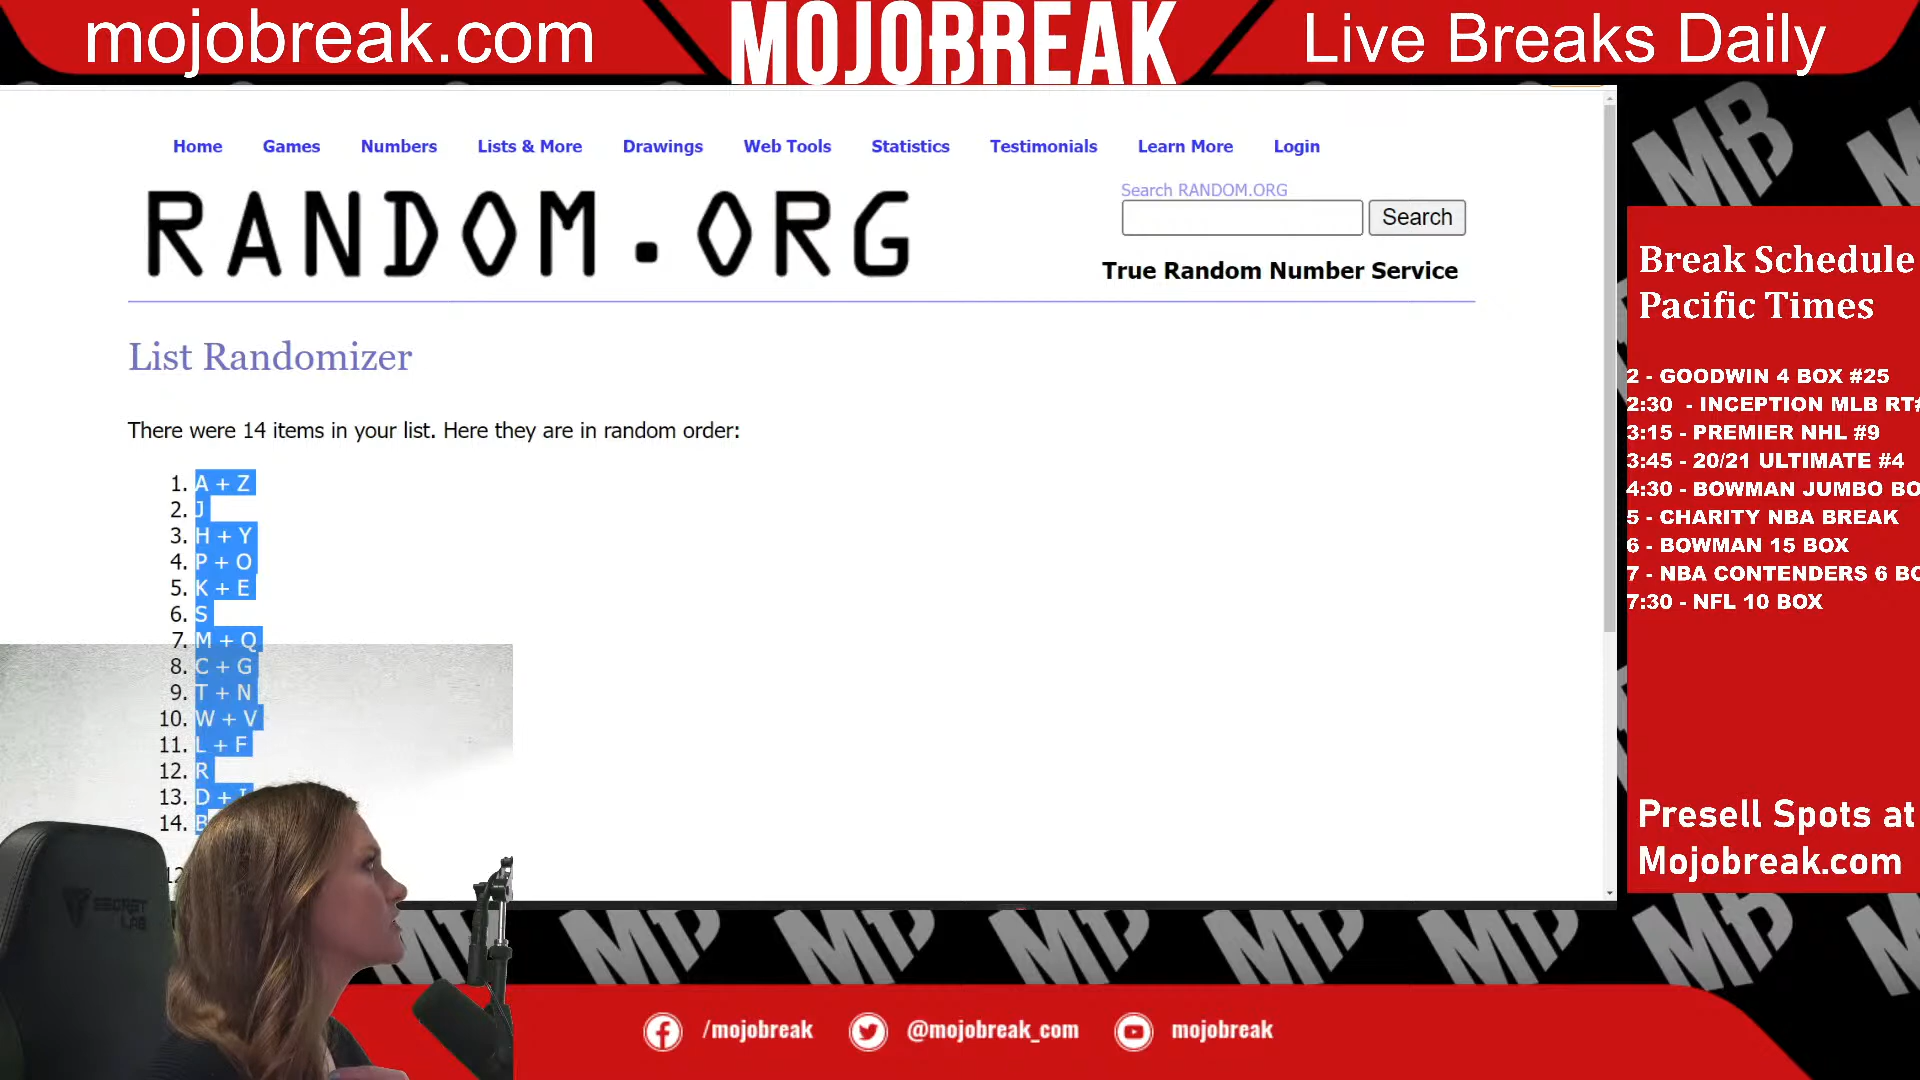 mojobreak.com
MOJOBREAK
Live Breaks Daily
Home Games Numbers Lists & More Drawings Web Tools Statistics Testimonials Learn More Login
RANDOM.ORG
Search RANDOM.ORG
Search
True Random Number Service
List Randomizer
There were 14 items in your list. Here they are in random order:
1. A + Z
2. J
3. H + Y
4. P + O
5. K + E
6. S
7. M + Q
8. C + G
9. T + N
10. W + V
11. L + F
12. R
13. D + I
14. B
Break Schedule
Pacific Times
2 - GOODWIN 4 BOX #25
2:30 - INCEPTION MLB RT#
3:15 - PREMIER NHL #9
3:45 - 20/21 ULTIMATE #4
4:30 - BOWMAN JUMBO BO
5 - CHARITY NBA BREAK
6 - BOWMAN 15 BOX
7 - NBA CONTENDERS 6 BO
7:30 - NFL 10 BOX
Presell Spots at
Mojobreak.com
SECRET
LAB
/mojobreak @mojobreak_com mojobreak